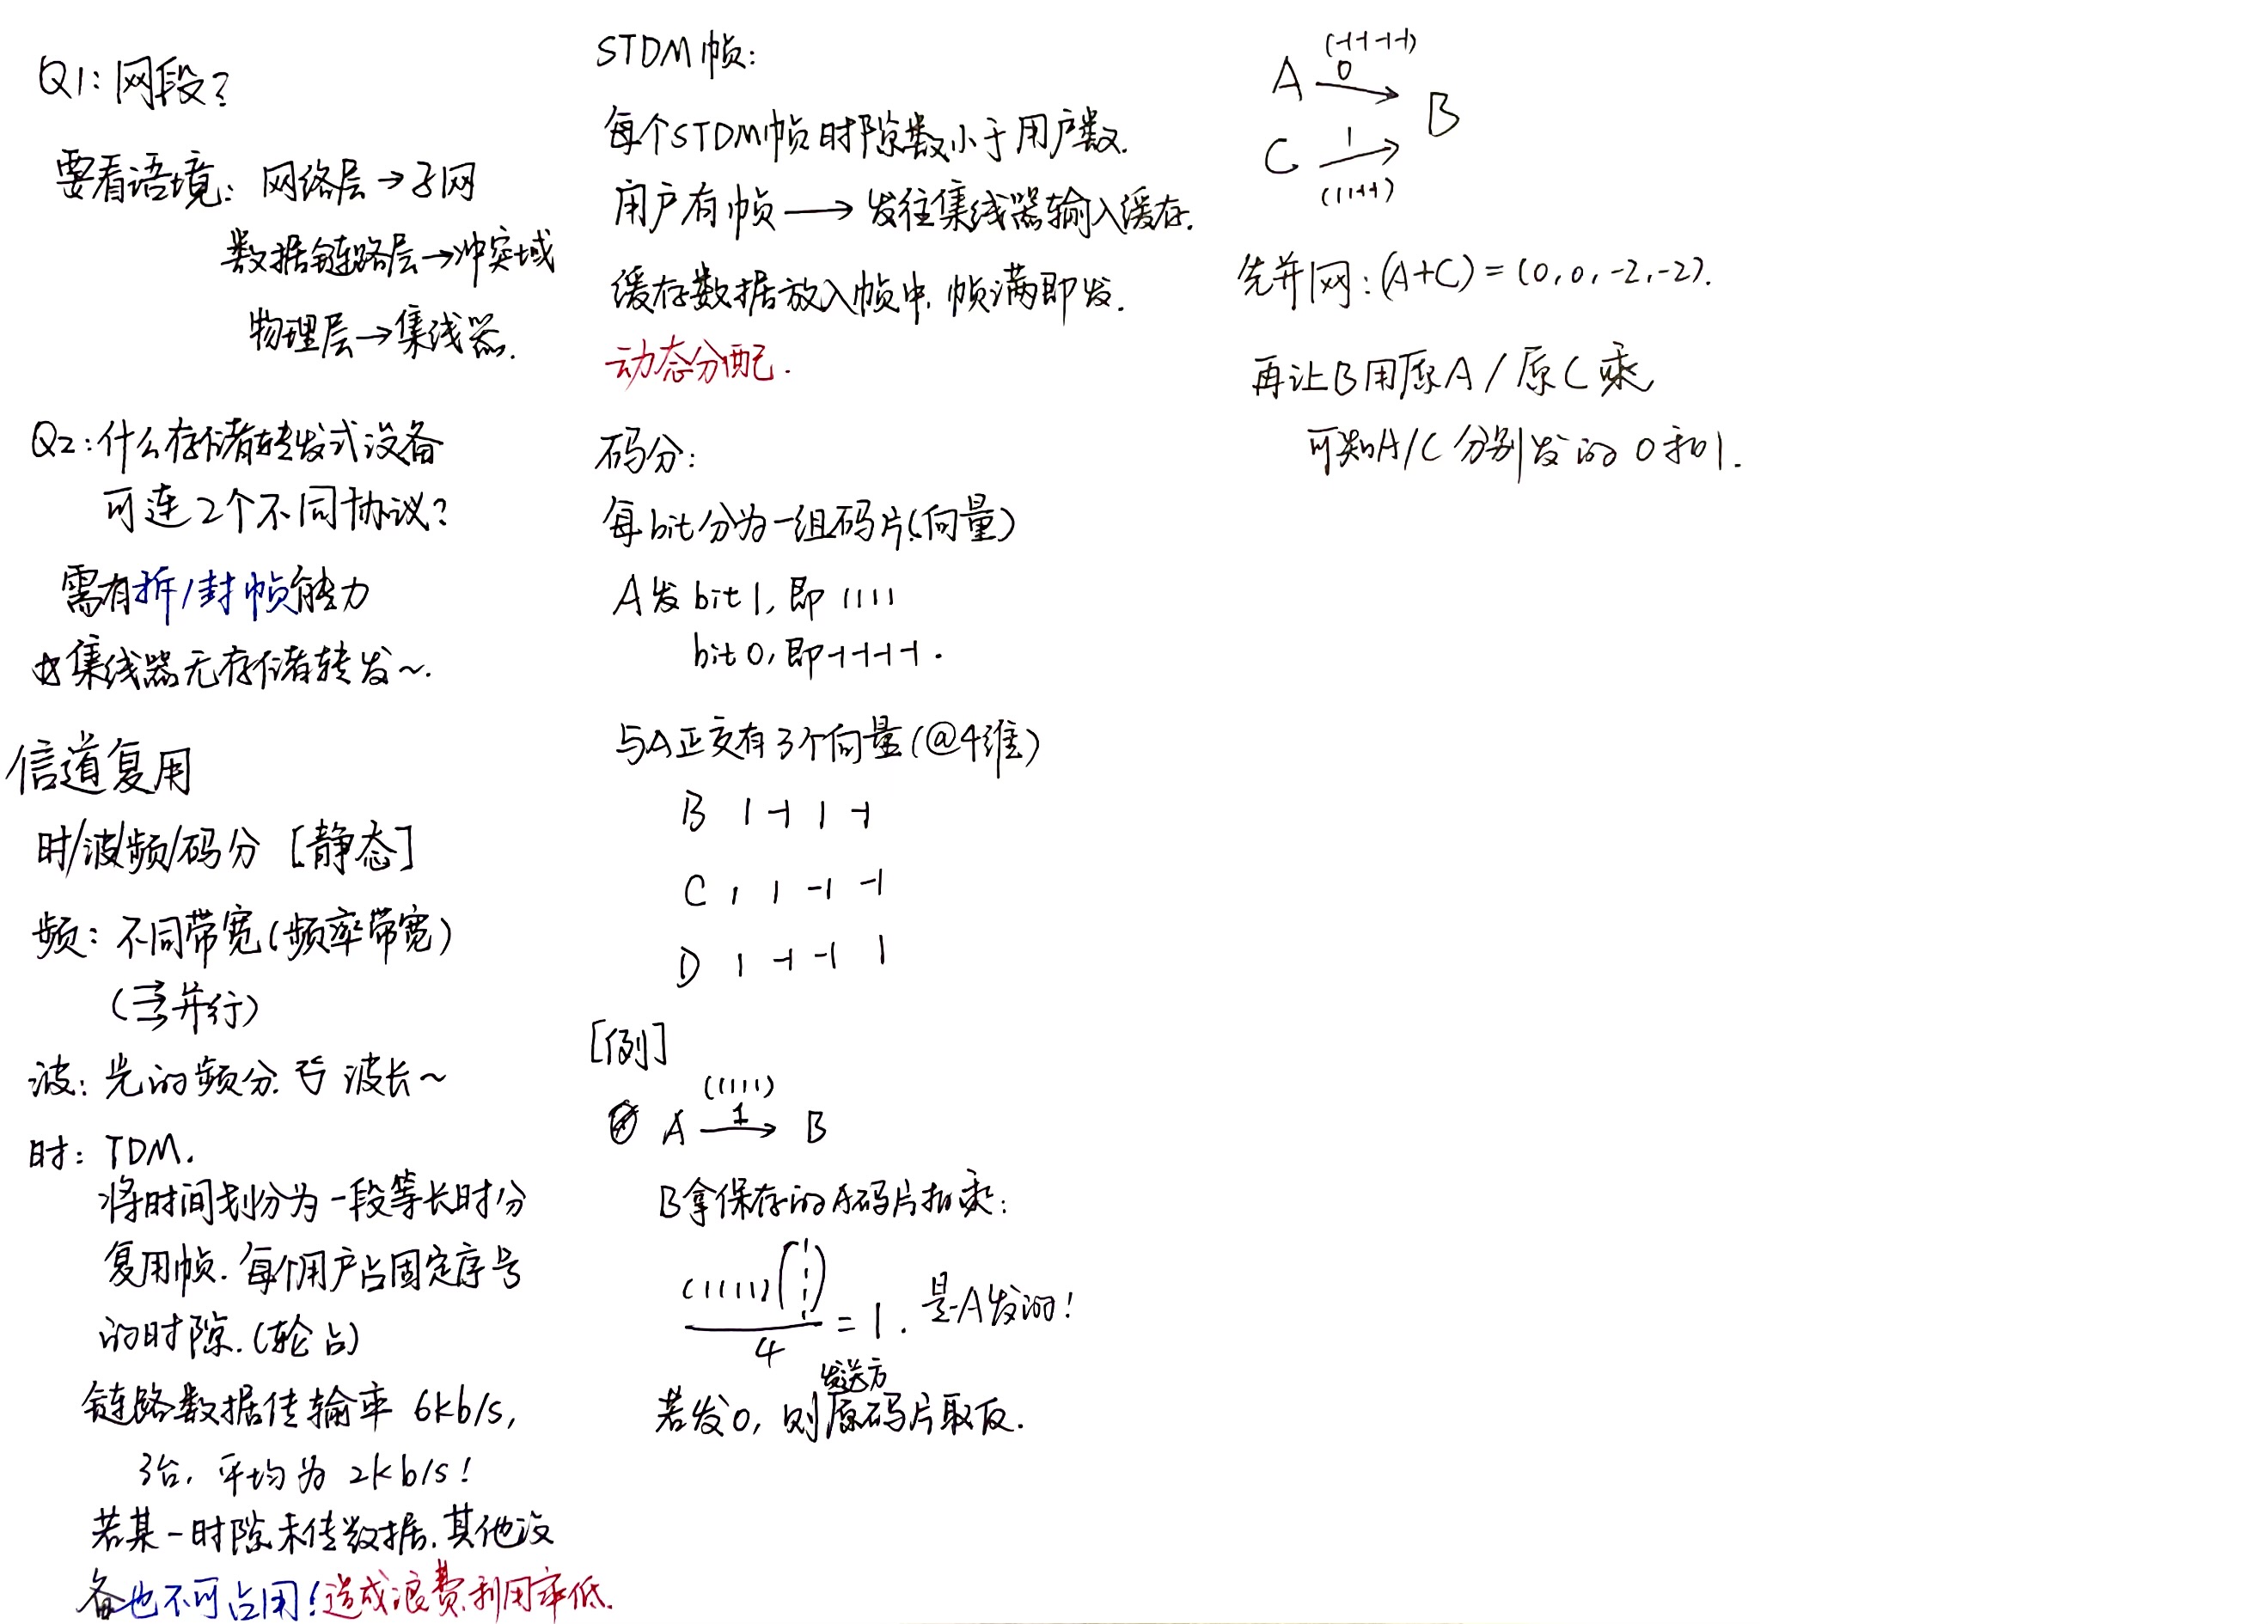 Q1: 网段?
要看语境: 网络层→子网
数据链路层→冲突域
物理层→集线器.
Q2: 什么存储转发式设备
可连2个不同协议?
需有拆/封帧能力
集线器无存储转发~.
信道复用
时/波/频/码分 [静态]
频: 不同带宽(频率带宽)
(并行)
波: 光的频分. 波长~
时: TDM.
将时间划分为一段等长时分
复用帧. 每个用户占固定序号
的时隙.(轮占)
链路数据传输率 6kb/s,
3台, 平均为 2kb/s!
若某一时隙未传数据,其他设
备也不可占用!造成浪费.利用率低.
STDM帧:
每个STDM帧时隙数小于用户数.
用户有帧→发往集线器输入缓存.
缓存数据放入帧中,帧满即发.
动态分配.
码分:
每bit分为一组码片(向量)
A发 bit1, 即 1111
bit0, 即-1-1-1-1.
与A正交有3个向量(@4维)
B 1 -1 1 -1
C 1 1 -1 -1
D 1 -1 -1 1
[例]
(1111)
A 1→ B
B拿保存的A码片相乘:
(1111)(1111)
/4 = 1. 是A发的!
发送方
若发0, 则原码片取反.
(-1-1-1-1)
A 0→ B
C 1→
(11-1-1)
先并网: (A+C)=(0,0,-2,-2).
再让B用原A/原C乘
可知A/C分别发的0和1.